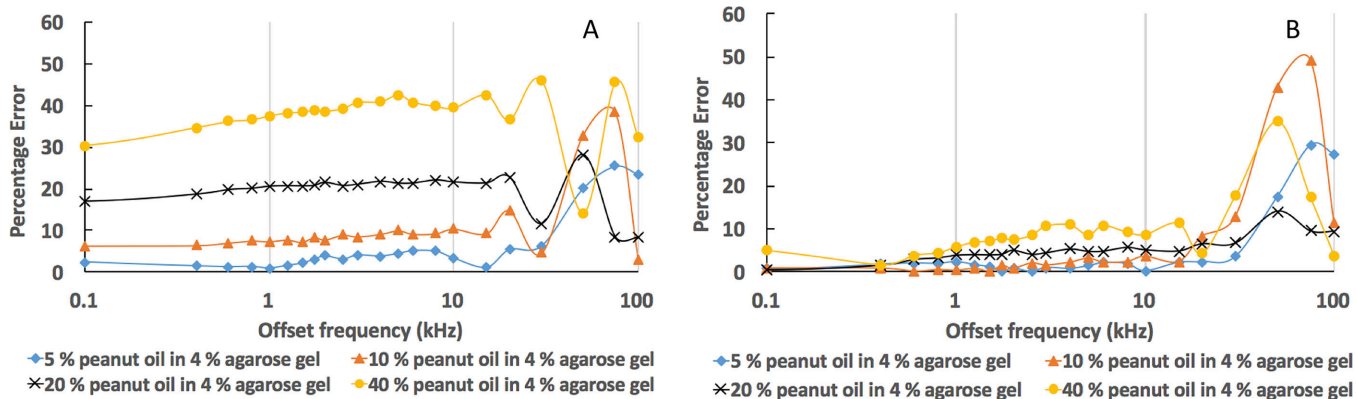 A
Percentage Error
60
50
40
30
20
10
0
0.1 1 10 100
Offset frequency (kHz)
5 % peanut oil in 4 % agarose gel 10 % peanut oil in 4 % agarose gel
20 % peanut oil in 4 % agarose gel 40 % peanut oil in 4 % agarose gel
B
Percentage Error
60
50
40
30
20
10
0
0.1 1 10 100
Offset frequency (kHz)
5 % peanut oil in 4 % agarose gel 10 % peanut oil in 4 % agarose gel
20 % peanut oil in 4 % agarose gel 40 % peanut oil in 4 % agarose gel